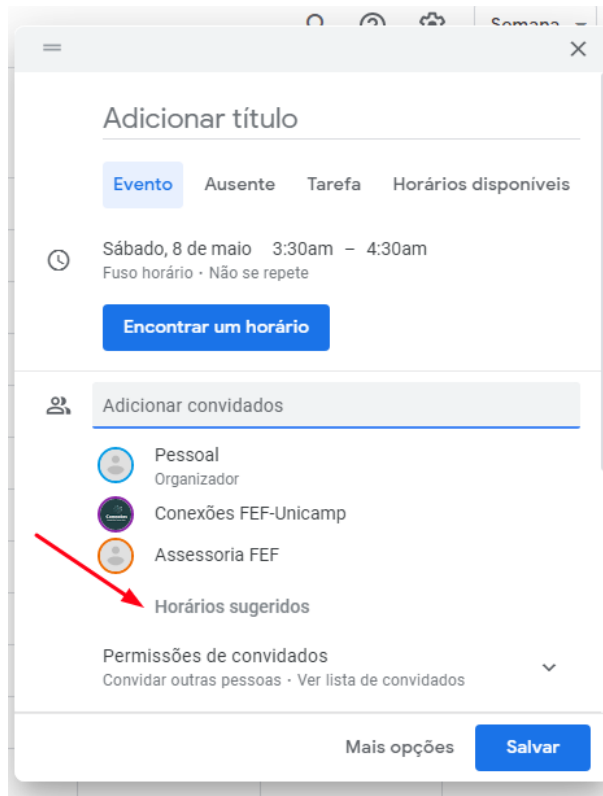 Semana
Adicionar título
Evento Ausente Tarefa Horários disponíveis
Sábado, 8 de maio 3:30am – 4:30am
Fuso horário · Não se repete
Encontrar um horário
Adicionar convidados
Pessoal
Organizador
Conexões FEF-Unicamp
Assessoria FEF
Horários sugeridos
Permissões de convidados
Convidar outras pessoas · Ver lista de convidados
Mais opções Salvar